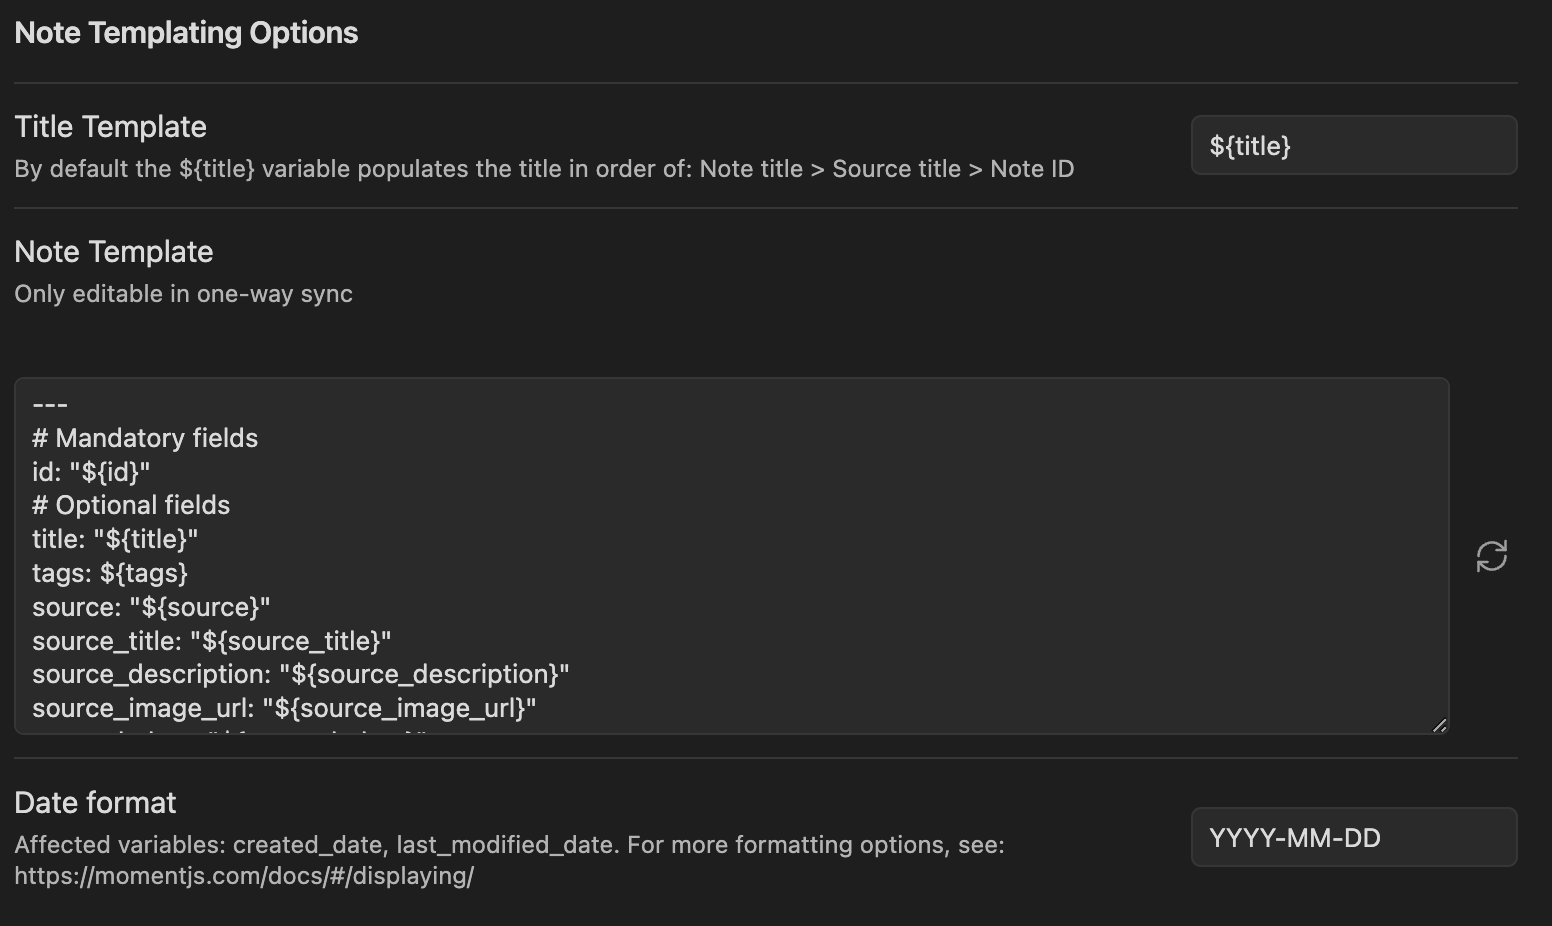 Note Templating Options
Title Template
By default the ${title} variable populates the title in order of: Note title > Source title > Note ID
${title}
Note Template
Only editable in one-way sync
---
# Mandatory fields
id: "${id}"
# Optional fields
title: "${title}"
tags: ${tags}
source: "${source}"
source_title: "${source_title}"
source_description: "${source_description}"
source_image_url: "${source_image_url}"
Date format
Affected variables: created_date, last_modified_date. For more formatting options, see:
https://momentjs.com/docs/#/displaying/
YYYY-MM-DD